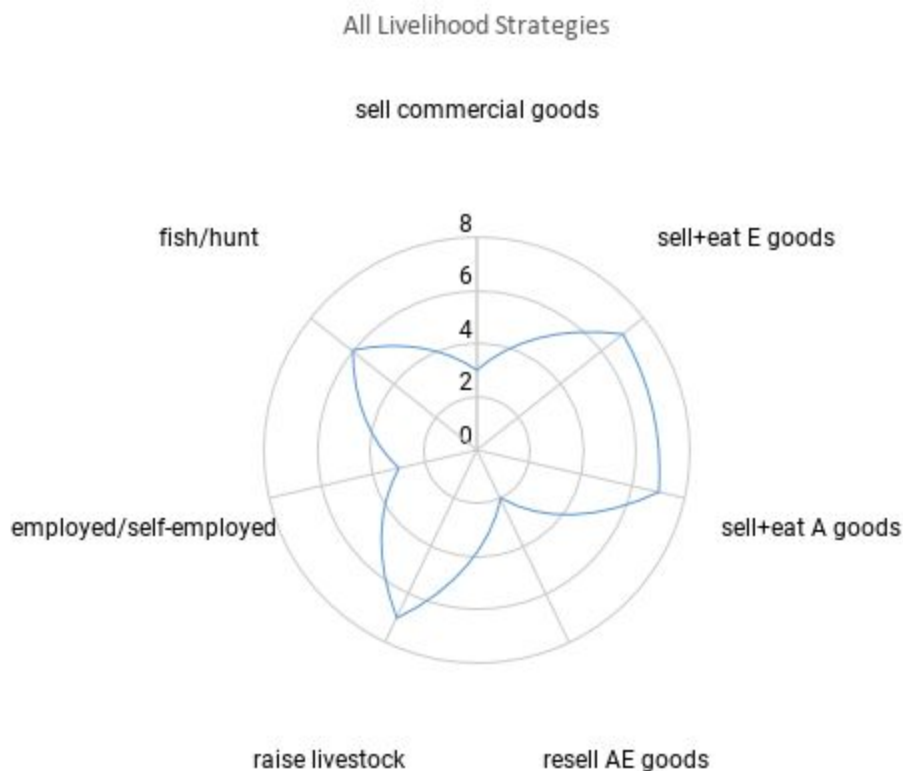 All Livelihood Strategies
sell commercial goods
fish/hunt
sell+eat E goods
8
6
4
2
0
employed/self-employed
sell+eat A goods
raise livestock
resell AE goods